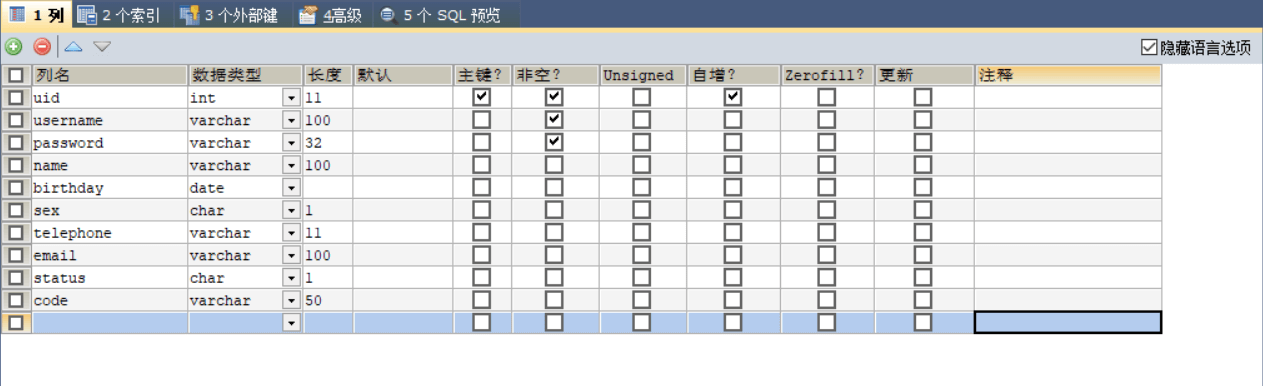 1 列 2 个索引 3 个外部键 4高级 5 个 SQL 预览
隐藏语言选项
列名 数据类型 长度 默认 主键? 非空? Unsigned 自增? Zerofill? 更新 注释
uid int 11
username varchar 100
password varchar 32
name varchar 100
birthday date
sex char 1
telephone varchar 11
email varchar 100
status char 1
code varchar 50